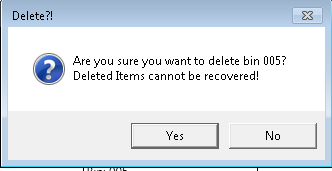 Delete?!
Are you sure you want to delete bin 005?
Deleted Items cannot be recovered!
Yes
No